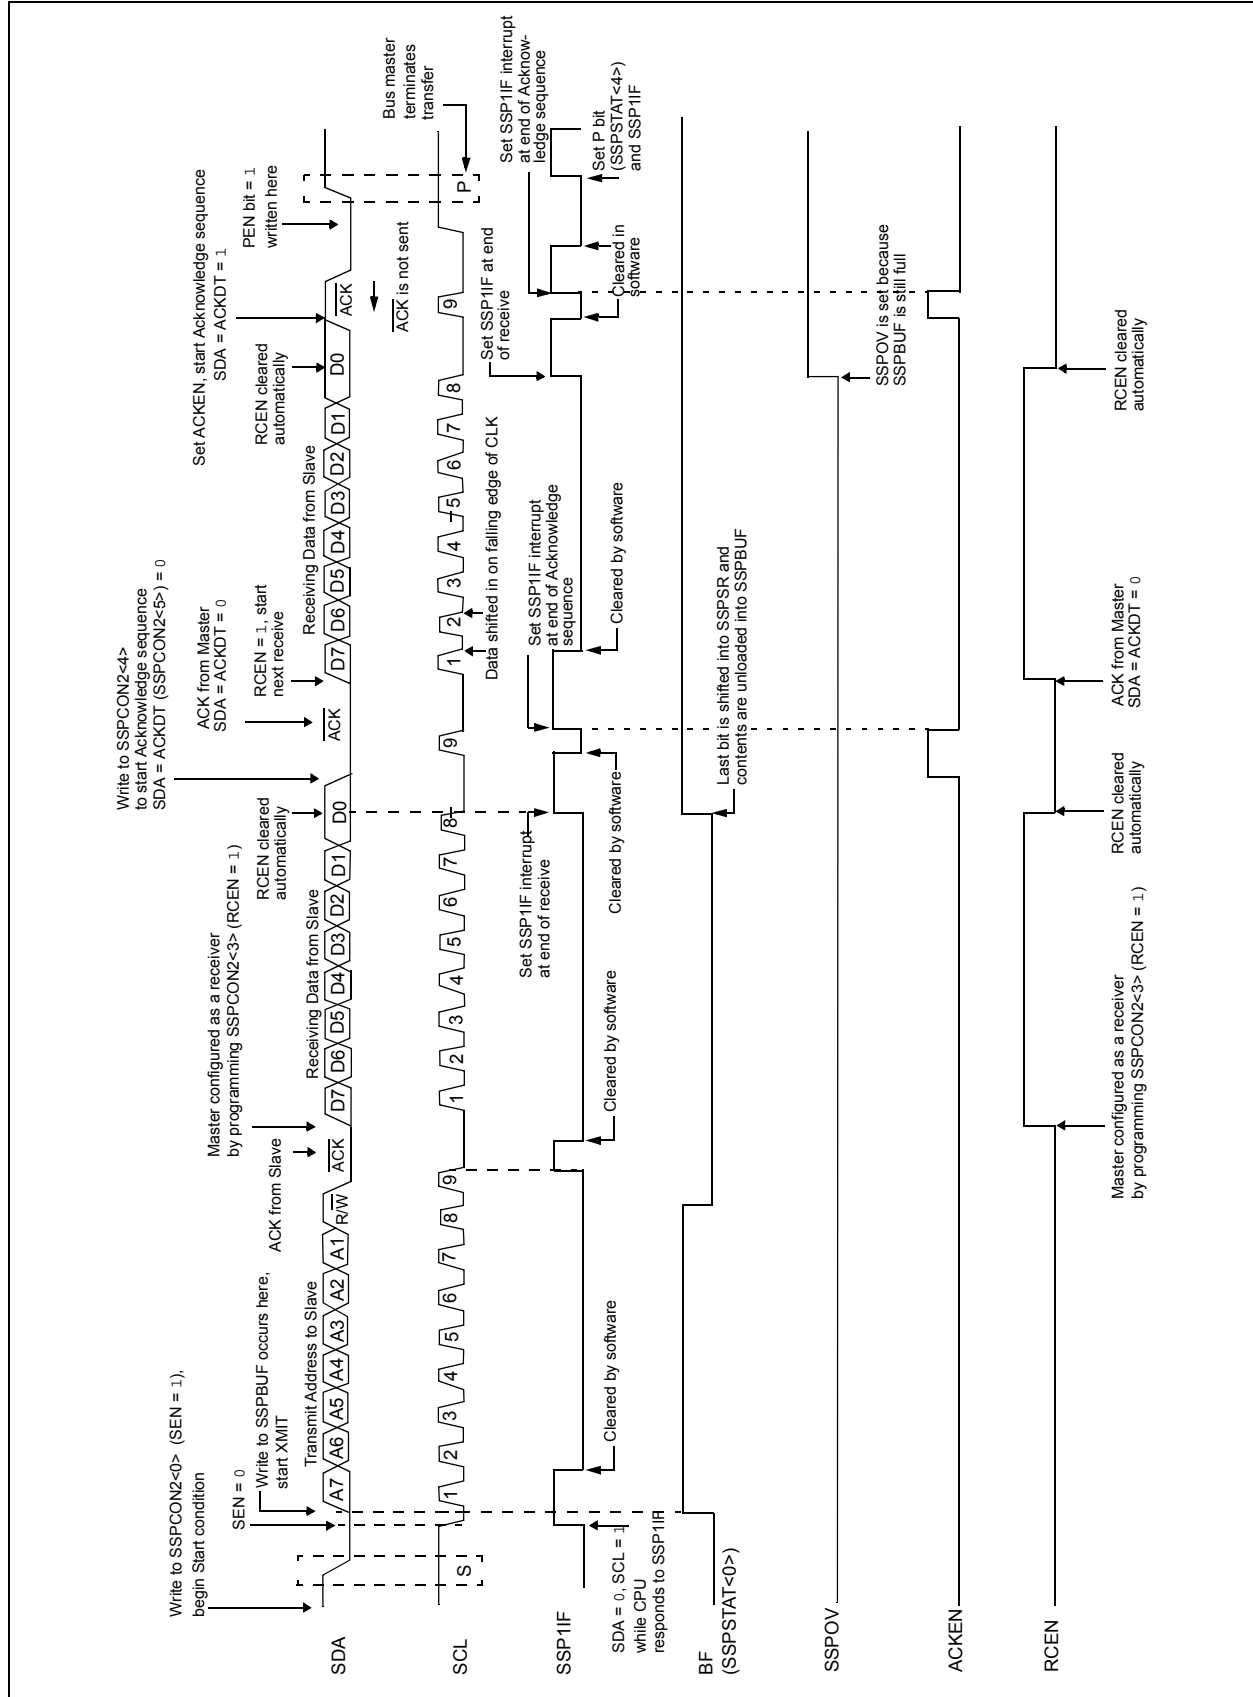 Write to SSPCON2<0> (SEN = 1),
begin Start condition
SEN = 0
Write to SSPBUF occurs here,
start XMIT
ACK from Slave
Master configured as a receiver
by programming SSPCON2<3> (RCEN = 1)
RCEN cleared
automatically
Write to SSPCON2<4>
to start Acknowledge sequence
SDA = ACKDT (SSPCON2<5>) = 0
ACK from Master
SDA = ACKDT = 0
RCEN = 1, start
next receive
RCEN cleared
automatically
Set ACKEN, start Acknowledge sequence
SDA = ACKDT = 1
PEN bit = 1
written here
Transmit Address to Slave
Receiving Data from Slave
Receiving Data from Slave
SDA
A7 A6 A5 A4 A3 A2 A1 R/W ACK D7 D6 D5 D4 D3 D2 D1 D0 ACK D7 D6 D5 D4 D3 D2 D1 D0 ACK
ACK is not sent
Bus master
terminates
transfer
SCL
S 1 2 3 4 5 6 7 8 9 1 2 3 4 5 6 7 8 9 1 2 3 4 5 6 7 8 9 P
Data shifted in on falling edge of CLK
Set SSP1IF interrupt
at end of receive
Set SSP1IF interrupt
at end of Acknowledge
sequence
Set SSP1IF at end
of receive
Set SSP1IF interrupt
at end of Acknow-
ledge sequence
SSP1IF
SDA = 0, SCL = 1
while CPU
responds to SSP1IF
Cleared by software
Cleared by software
Cleared by software
Cleared by software
Cleared in
software
Set P bit
(SSPSTAT<4>)
and SSP1IF
BF
(SSPSTAT<0>)
Last bit is shifted into SSPSR and
contents are unloaded into SSPBUF
SSPOV
SSPOV is set because
SSPBUF is still full
ACKEN
RCEN
Master configured as a receiver
by programming SSPCON2<3> (RCEN = 1)
RCEN cleared
automatically
ACK from Master
SDA = ACKDT = 0
RCEN cleared
automatically